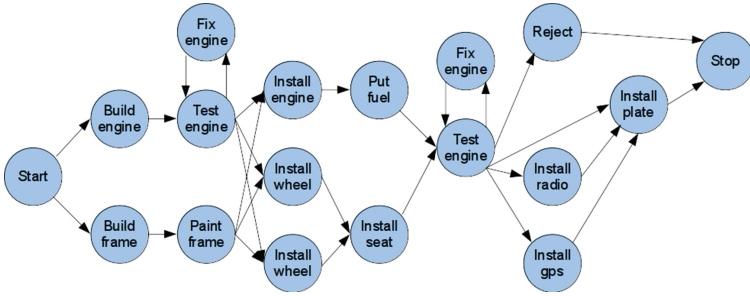 Start
Build
engine
Build
frame
Fix
engine
Test
engine
Paint
frame
Install
engine
Install
wheel
Install
wheel
Put
fuel
Install
seat
Fix
engine
Test
engine
Reject
Install
radio
Install
gps
Install
plate
Stop